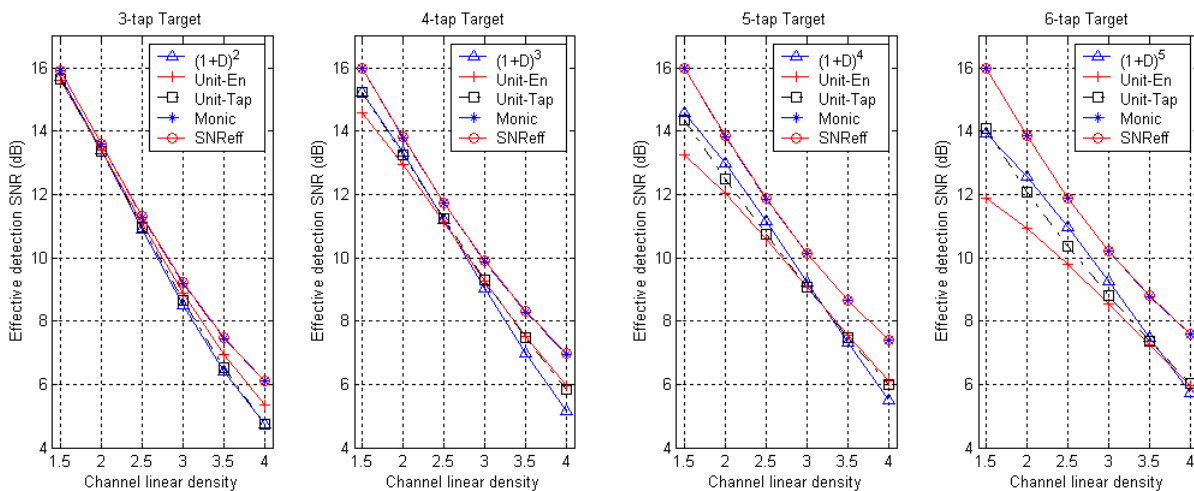 3-tap Target
Effective detection SNR (dB)
16
14
12
10
8
6
4
(1+D)²
Unit-En
Unit-Tap
Monic
SNReff
1.5 2 2.5 3 3.5 4
Channel linear density
4-tap Target
Effective detection SNR (dB)
16
14
12
10
8
6
4
(1+D)³
Unit-En
Unit-Tap
Monic
SNReff
1.5 2 2.5 3 3.5 4
Channel linear density
5-tap Target
Effective detection SNR (dB)
16
14
12
10
8
6
4
(1+D)⁴
Unit-En
Unit-Tap
Monic
SNReff
1.5 2 2.5 3 3.5 4
Channel linear density
6-tap Target
Effective detection SNR (dB)
16
14
12
10
8
6
4
(1+D)⁵
Unit-En
Unit-Tap
Monic
SNReff
1.5 2 2.5 3 3.5 4
Channel linear density